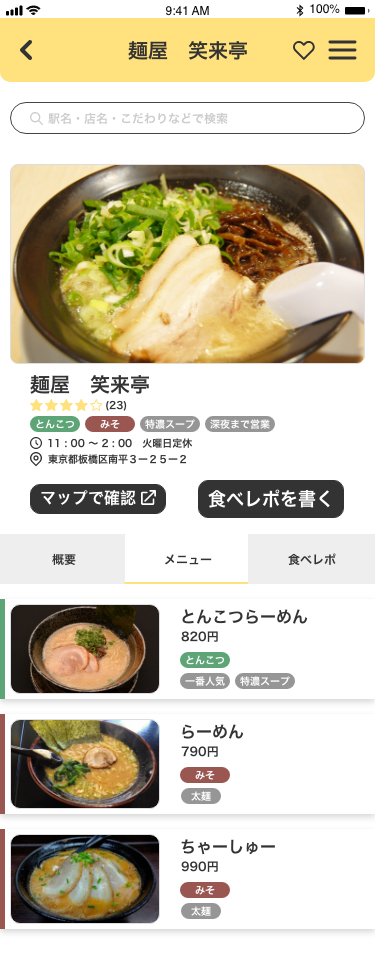 9:41 AM 100%
麺屋　笑来亭
駅名・店名・こだわりなどで検索
麺屋　笑来亭
(23)
とんこつ みそ 特濃スープ 深夜まで営業
11：00 〜 2：00　火曜日定休
東京都板橋区南平３ー２５ー２
マップで確認 食べレポを書く
概要 メニュー 食べレポ
とんこつらーめん
820円
とんこつ
一番人気 特濃スープ
らーめん
790円
みそ
太麺
ちゃーしゅー
990円
みそ
太麺